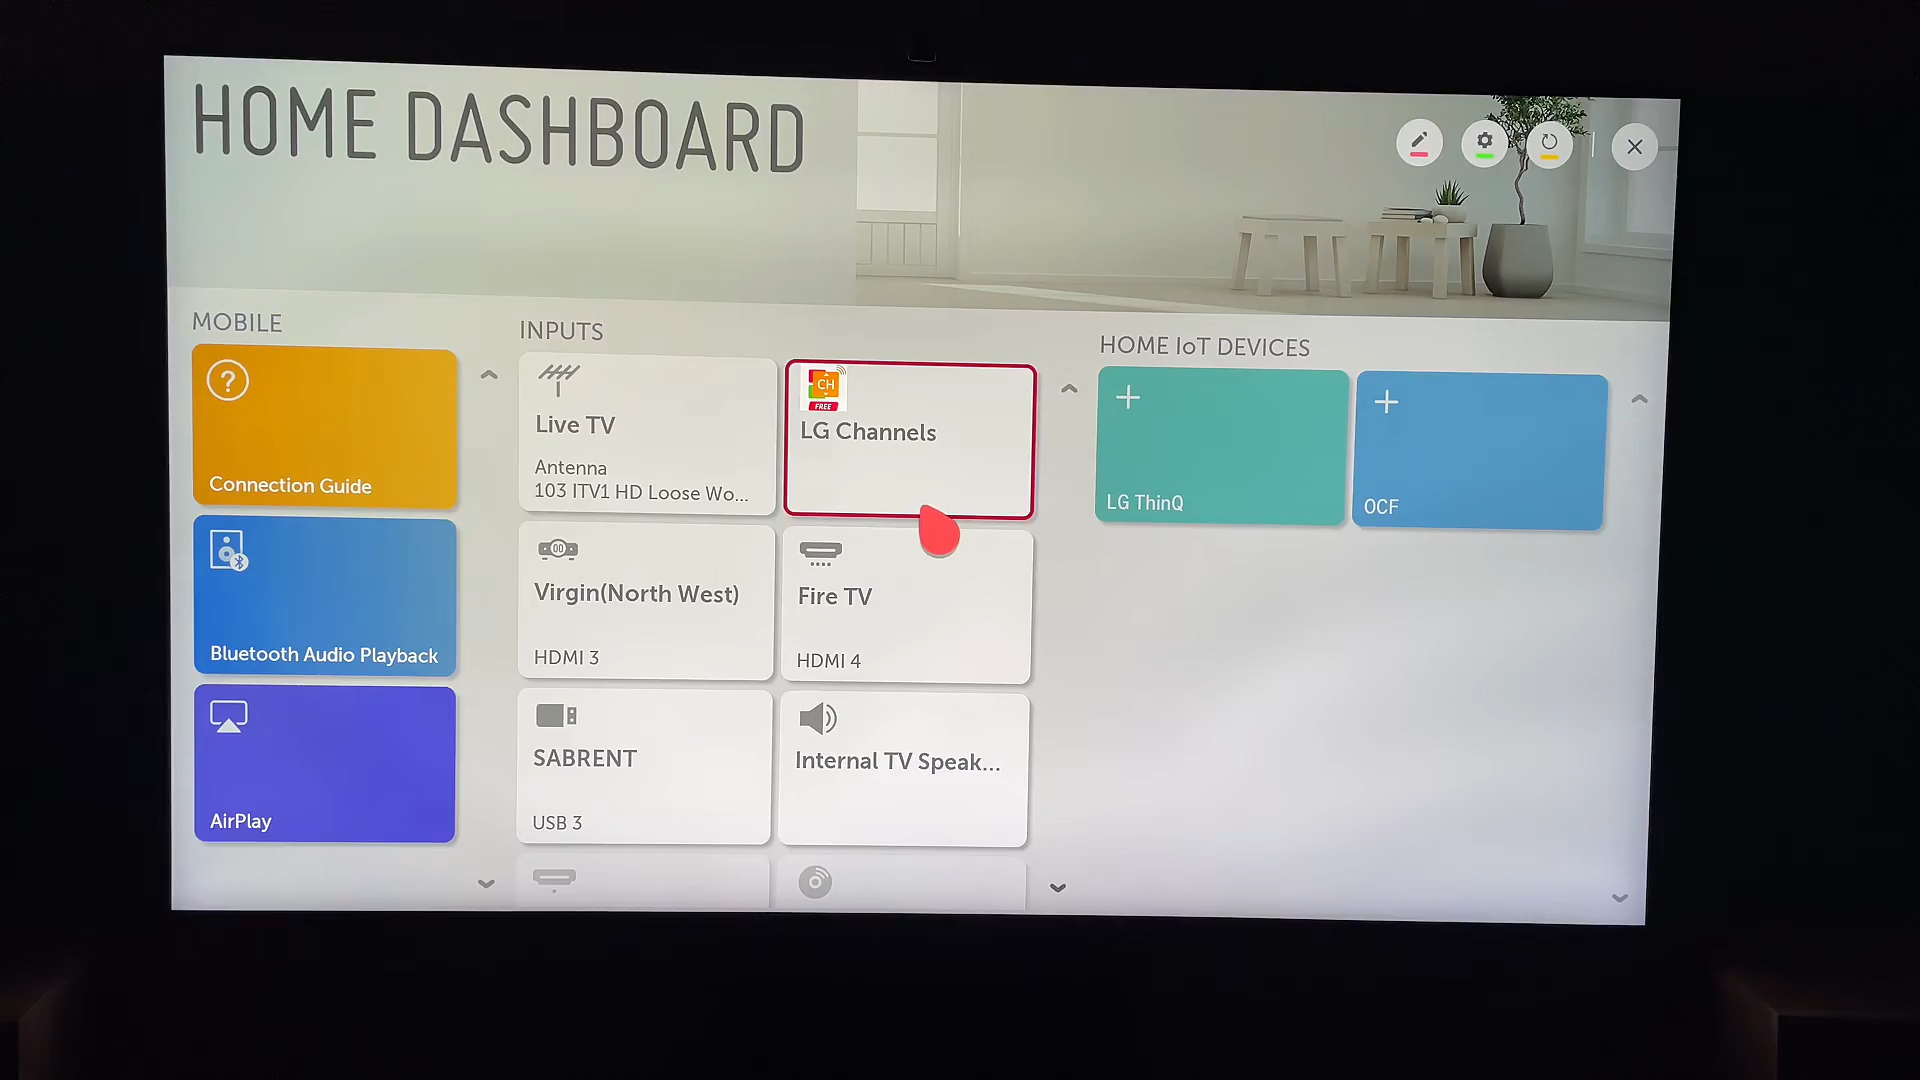 HOME DASHBOARD
MOBILE
Connection Guide
Bluetooth Audio Playback
AirPlay
INPUTS
Live TV
Antenna
103 ITV1 HD Loose Wo...
CH
FREE
LG Channels
Virgin(North West)
HDMI 3
Fire TV
HDMI 4
SABRENT
USB 3
Internal TV Speak...
HOME IoT DEVICES
LG ThinQ
OCF